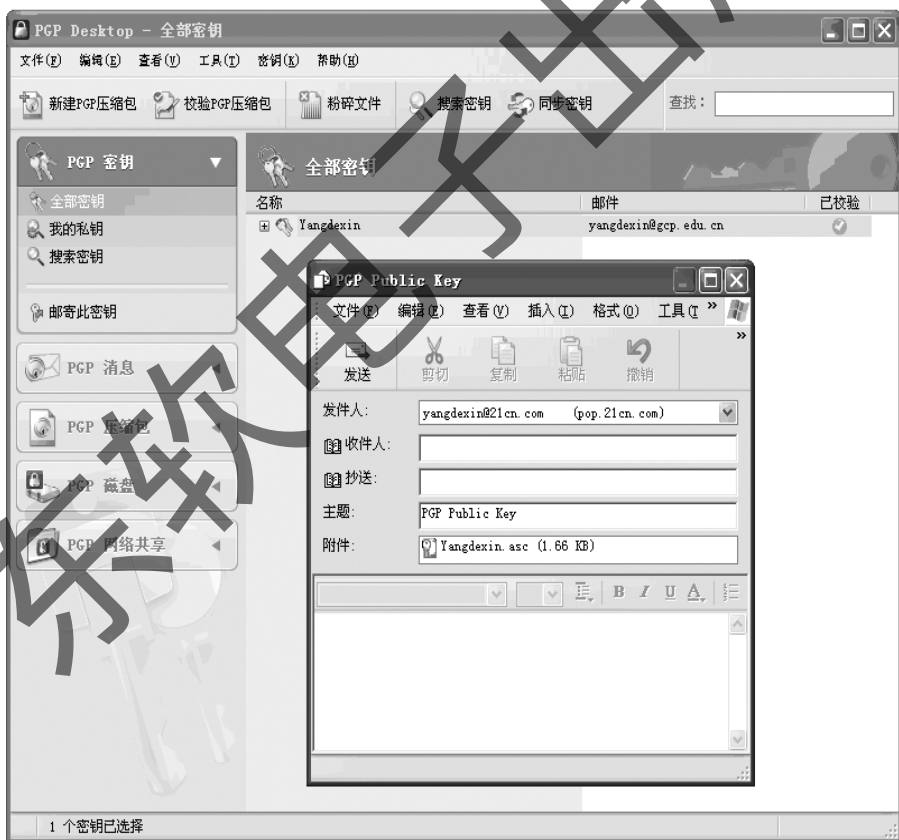 PGP Desktop - 全部密钥
文件(F) 编辑(E) 查看(V) 工具(T) 密钥(K) 帮助(H)
新建PGP压缩包 校验PGP压缩包 粉碎文件 搜索密钥 同步密钥 查找：
PGP 密钥
全部密钥
我的私钥
搜索密钥
邮寄此密钥
PGP 消息
PGP 压缩包
PGP 磁盘
PGP 网络共享
全部密钥
名称 邮件 已校验
Yangdexin yangdexin@gcp.edu.cn
PGP Public Key
文件(F) 编辑(E) 查看(V) 插入(I) 格式(O) 工具(T »
发送 剪切 复制 粘贴 撤销 »
发件人: yangdexin@21cn.com (pop.21cn.com)
收件人:
抄送:
主题: PGP Public Key
附件: Yangdexin.asc (1.66 KB)
B I U A
1 个密钥已选择
东软电子出